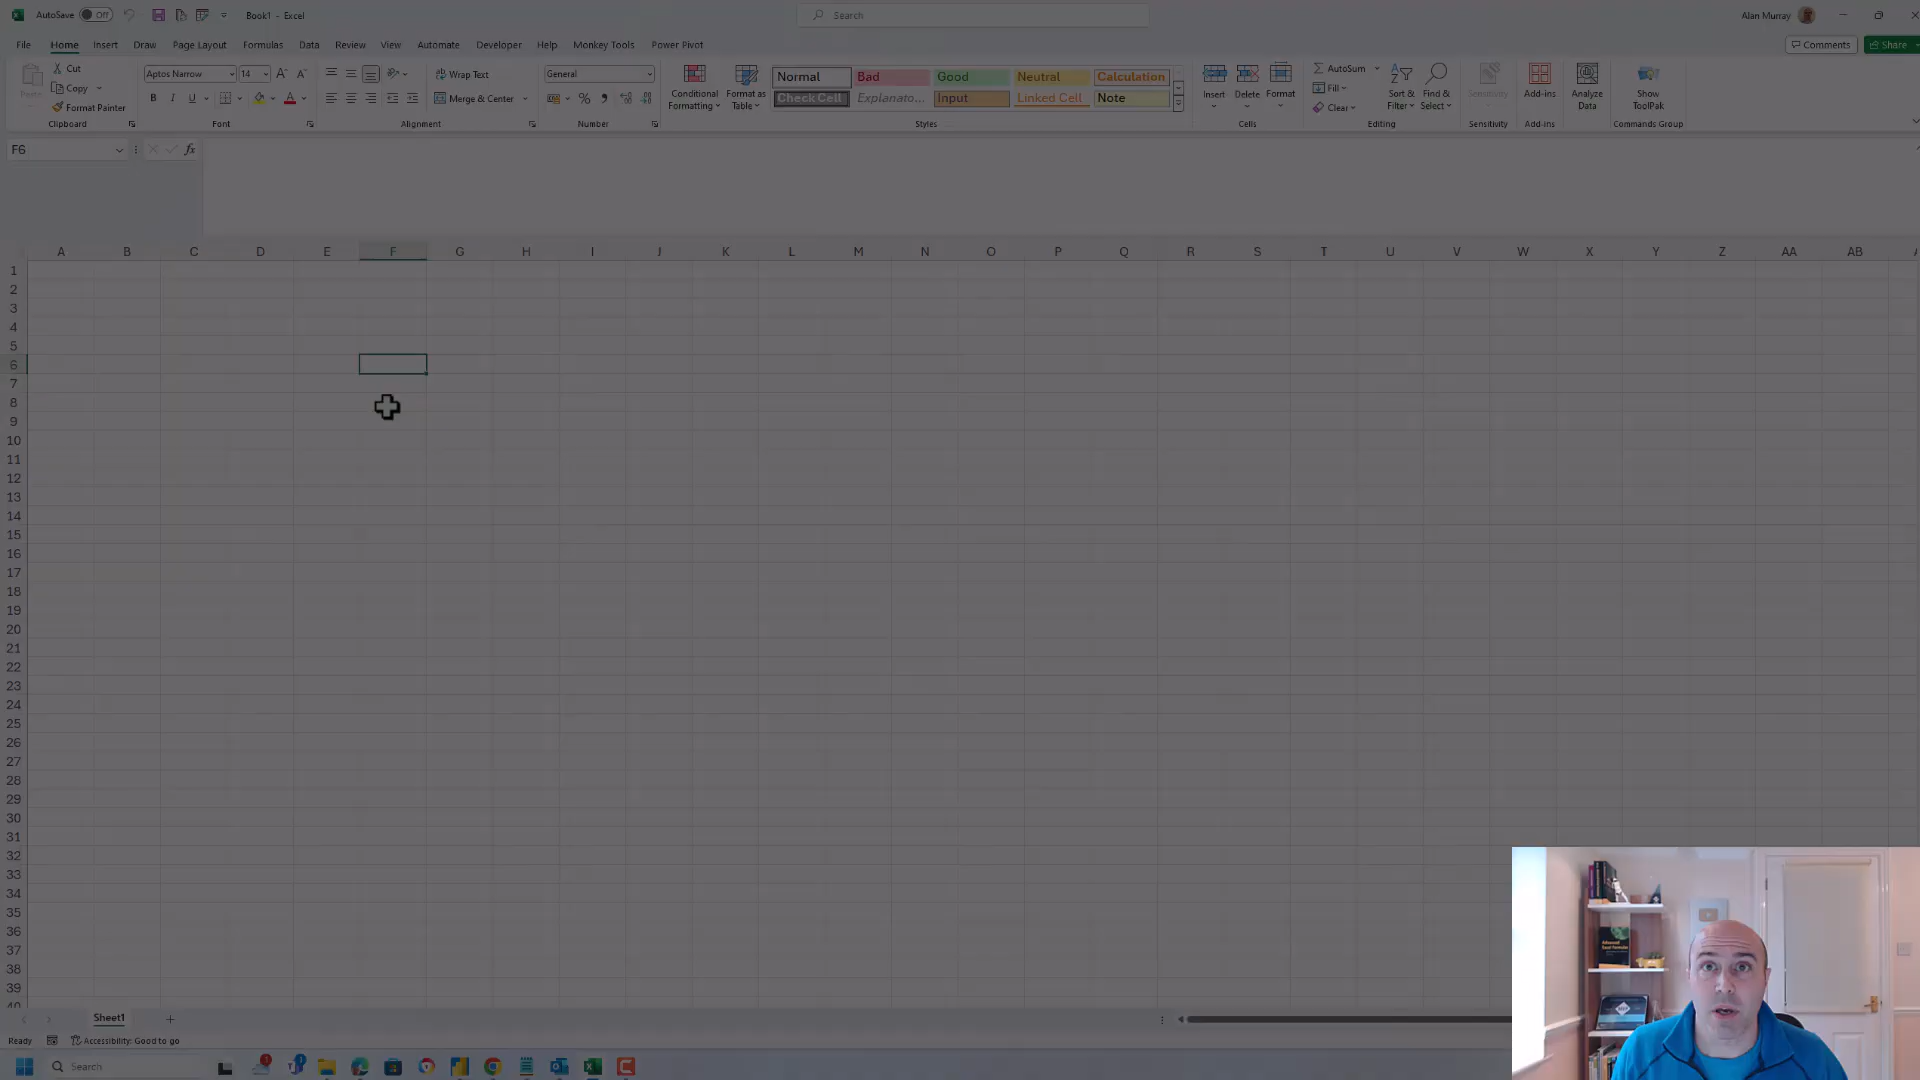 AutoSave Off Book1 - Excel Search Alan Murray
File Home Insert Draw Page Layout Formulas Data Review View Automate Developer Help Monkey Tools Power Pivot Comments Share
Paste
Cut
Copy
Format Painter
Clipboard
Aptos Narrow 14
B I U
Font
Wrap Text
Merge & Center
Alignment
General
Number
Conditional Formatting
Format as Table
Normal Bad Good Neutral Calculation
Check Cell Explanato... Input Linked Cell Note
Styles
Insert Delete Format
Cells
AutoSum
Fill
Clear
Sort & Filter
Find & Select
Editing
Sensitivity
Sensitivity
Add-ins
Add-ins
Analyze Data
Show ToolPak
Commands Group
F6 fx
A B C D E F G H I J K L M N O P Q R S T U V W X Y Z AA AB
1
2
3
4
5
6
7
8
9
10
11
12
13
14
15
16
17
18
19
20
21
22
23
24
25
26
27
28
29
30
31
32
33
34
35
36
37
38
39
40
Advanced Excel Formulas
Sheet1
Ready Accessibility: Good to go
Search